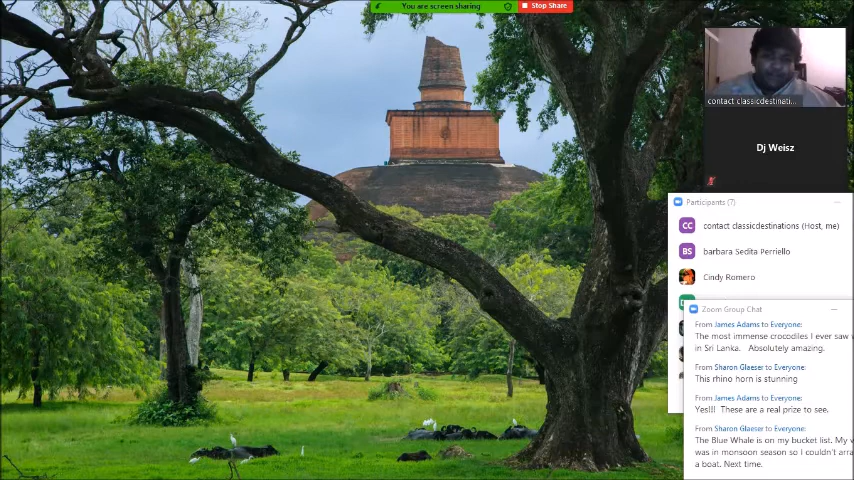 You are screen sharing
Stop Share
contact classicdestinati...
Dj Weisz
Participants (7)
CC contact classicdestinations (Host, me)
BS barbara Sedita Perriello
Cindy Romero
Zoom Group Chat
From James Adams to Everyone:
The most immense crocodiles I ever saw
in Sri Lanka. Absolutely amazing.
From Sharon Glaeser to Everyone:
This rhino horn is stunning
From James Adams to Everyone:
Yes!!! These are a real prize to see.
From Sharon Glaeser to Everyone:
The Blue Whale is on my bucket list. My
was in monsoon season so I couldn't
a boat. Next time.